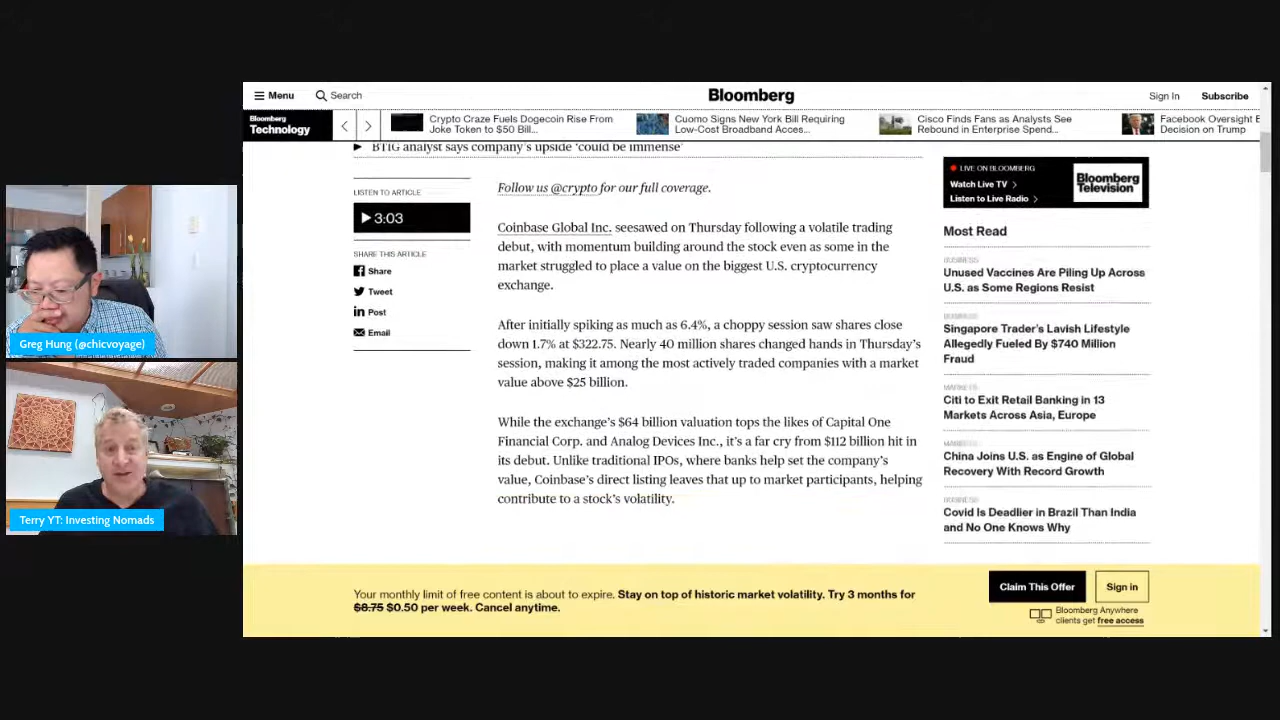 Menu
Search
Bloomberg
Sign In
Subscribe
Bloomberg
Technology
Crypto Craze Fuels Dogecoin Rise From
Joke Token to $50 Bill...
Cuomo Signs New York Bill Requiring
Low-Cost Broadband Acces...
Cisco Finds Fans as Analysts See
Rebound in Enterprise Spend...
Facebook Oversight
Decision on Trump
BTIG analyst says company's upside 'could be immense'
LISTEN TO ARTICLE
3:03
SHARE THIS ARTICLE
Share
Tweet
Post
Email
Follow us @crypto for our full coverage.
Coinbase Global Inc. seesawed on Thursday following a volatile trading
debut, with momentum building around the stock even as some in the
market struggled to place a value on the biggest U.S. cryptocurrency
exchange.
After initially spiking as much as 6.4%, a choppy session saw shares close
down 1.7% at $322.75. Nearly 40 million shares changed hands in Thursday's
session, making it among the most actively traded companies with a market
value above $25 billion.
While the exchange's $64 billion valuation tops the likes of Capital One
Financial Corp. and Analog Devices Inc., it's a far cry from $112 billion hit in
its debut. Unlike traditional IPOs, where banks help set the company's
value, Coinbase's direct listing leaves that up to market participants, helping
contribute to a stock's volatility.
LIVE ON BLOOMBERG
Watch Live TV
Listen to Live Radio
Bloomberg
Television
Most Read
BUSINESS
Unused Vaccines Are Piling Up Across
U.S. as Some Regions Resist
BUSINESS
Singapore Trader's Lavish Lifestyle
Allegedly Fueled By $740 Million
Fraud
MARKETS
Citi to Exit Retail Banking in 13
Markets Across Asia, Europe
MARKETS
China Joins U.S. as Engine of Global
Recovery With Record Growth
BUSINESS
Covid Is Deadlier in Brazil Than India
and No One Knows Why
Your monthly limit of free content is about to expire. Stay on top of historic market volatility. Try 3 months for
$8.75 $0.50 per week. Cancel anytime.
Claim This Offer
Sign in
Bloomberg Anywhere
clients get free access
Greg Hung (@chicvoyage)
Terry YT: Investing Nomads